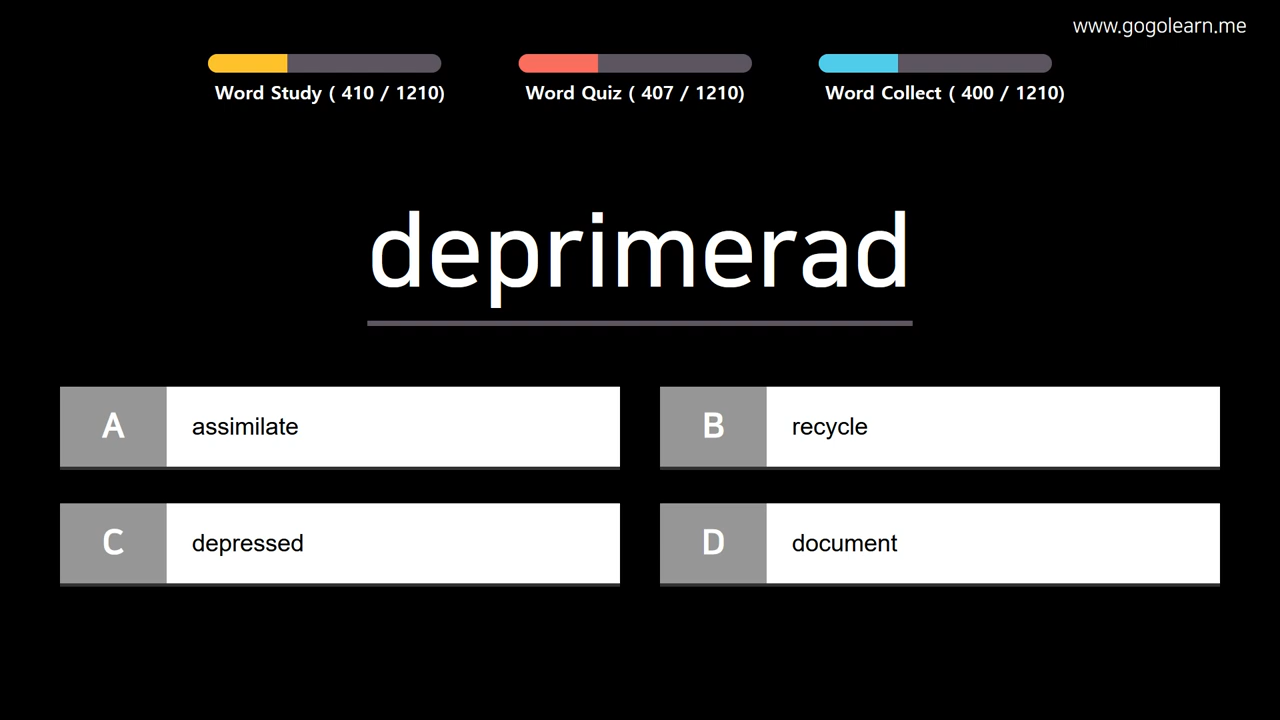 www.gogolearn.me
Word Study ( 410 / 1210)
Word Quiz ( 407 / 1210)
Word Collect ( 400 / 1210)
deprimerad
A assimilate
B recycle
C depressed
D document